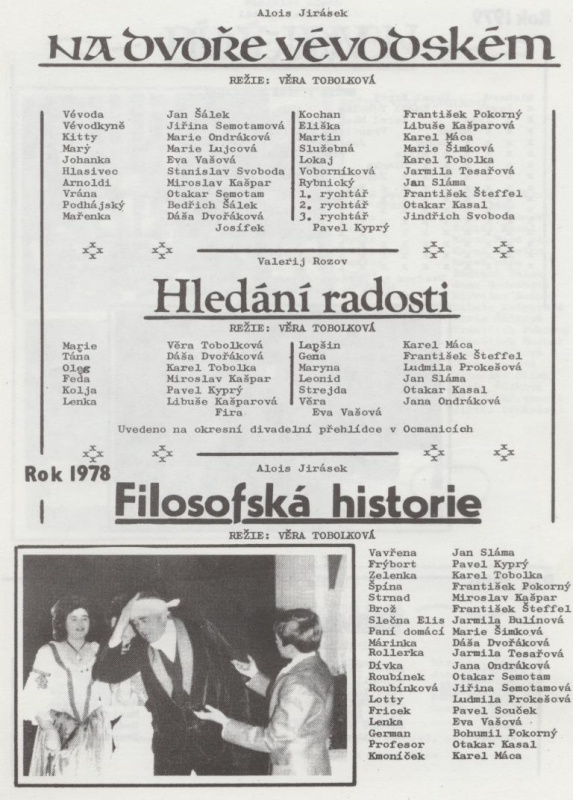 Alois Jirásek
NA DVOŘE VÉVODSKÉM
REŽIE: VĚRA TOBOLKOVÁ
Vévoda Jan Šálek
Vévodkyně Jiřina Semotamová
Kitty Marie Ondráková
Marý Marie Lujcová
Johanka Eva Vašová
Hlasivec Stanislav Svoboda
Arnoldi Miroslav Kašpar
Vrána Otakar Semotam
Podhájský Bedřich Šálek
Mařenka Dáša Dvořáková
Kochan František Pokorný
Eliška Libuše Kašparová
Martin Karel Máca
Služebná Marie Šimková
Lokaj Karel Tobolka
Voborníková Jarmila Tesařová
Rybnický Jan Sláma
1. rychtář František Šteffel
2. rychtář Otakar Kasal
3. rychtář Jindřich Svoboda
Josífek Pavel Kyprý
Valerij Rozov
Hledání radosti
REŽIE: VĚRA TOBOLKOVÁ
Marie Věra Tobolková
Tána Dáša Dvořáková
Oleg Karel Tobolka
Feda Miroslav Kašpar
Kolja Pavel Kyprý
Lenka Libuše Kašparová
Lapšin Karel Máca
Gena František Šteffel
Maryna Ludmila Prokešová
Leonid Jan Sláma
Strejda Otakar Kasal
Věra Jana Ondráková
Fira Eva Vašová
Uvedeno na okresní divadelní přehlídce v Ocmanicích
Rok 1978
Alois Jirásek
Filosofská historie
REŽIE: VĚRA TOBOLKOVÁ
Vavřena Jan Sláma
Frýbort Pavel Kyprý
Zelenka Karel Tobolka
Špína František Pokorný
Strnad Miroslav Kašpar
Brož František Šteffel
Slečna Elis Jarmila Bulínová
Paní domácí Marie Šimková
Márinka Dáša Dvořáková
Rollerka Jarmila Tesařová
Dívka Jana Ondráková
Roubínek Otakar Semotam
Roubínková Jiřina Semotamová
Lotty Ludmila Prokešová
Fricek Pavel Souček
Lenka Eva Vašová
German Bohumil Pokorný
Profesor Otakar Kasal
Kmoníček Karel Máca